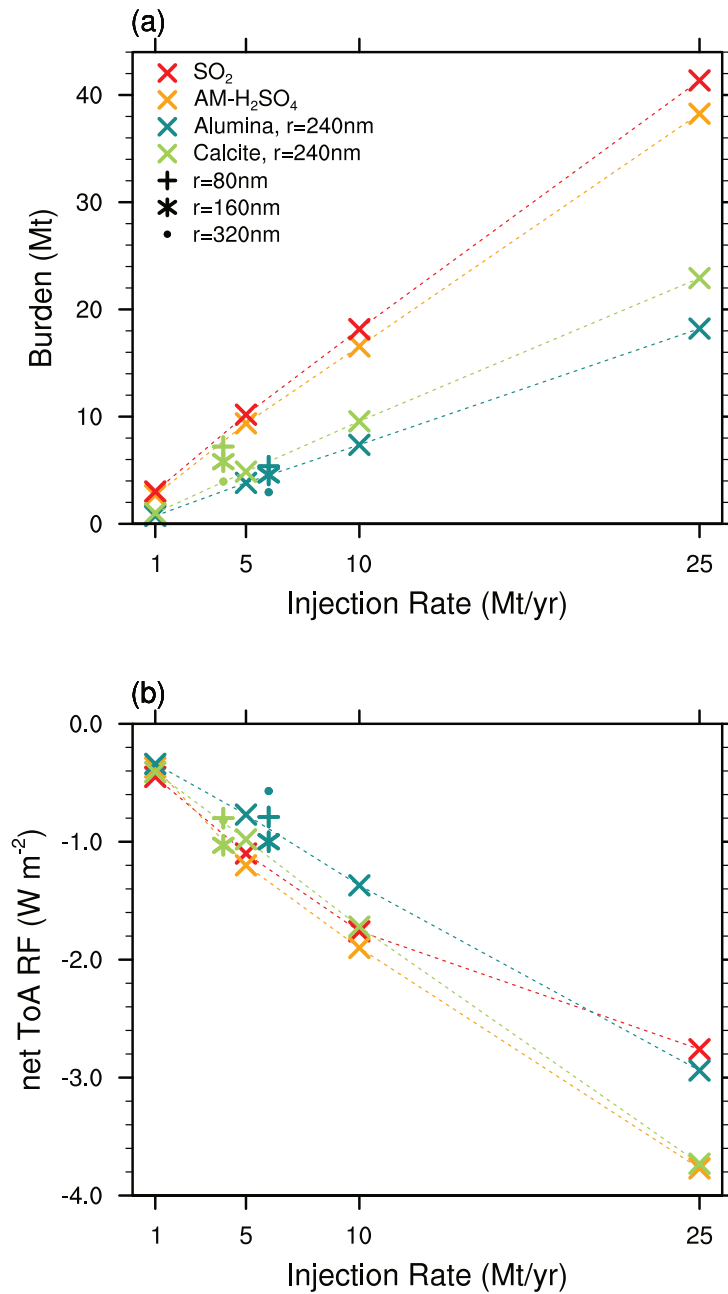 (a)
40
30
20
10
0
Burden (Mt)
SO₂
AM-H₂SO₄
Alumina, r=240nm
Calcite, r=240nm
r=80nm
r=160nm
r=320nm
1 5 10 25
Injection Rate (Mt/yr)
(b)
0.0
-1.0
-2.0
-3.0
-4.0
net ToA RF (W m⁻²)
1 5 10 25
Injection Rate (Mt/yr)